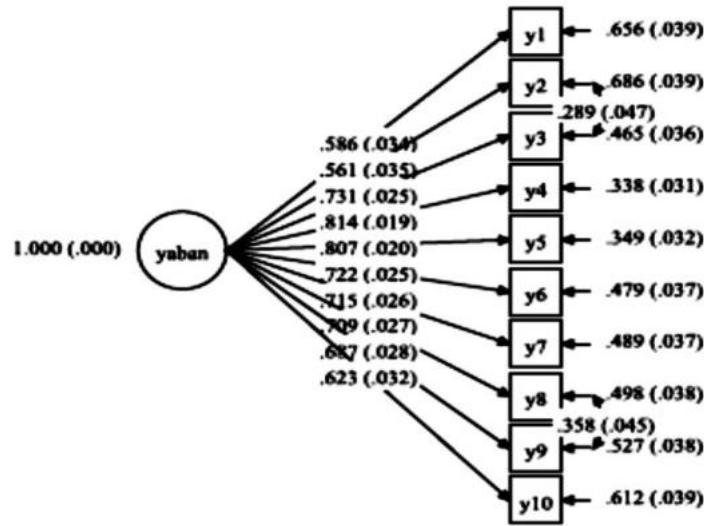 y1 .656 (.039)
y2 .686 (.039)
.289 (.047)
y3 .465 (.036)
.586 (.034)
.561 (.035)
.731 (.025)
y4 .338 (.031)
.814 (.019)
1.000 (.000) yaban .807 (.020) y5 .349 (.032)
.722 (.025)
y6 .479 (.037)
.715 (.026)
.709 (.027)
y7 .489 (.037)
.687 (.028)
.623 (.032)
y8 .498 (.038)
.358 (.045)
y9 .527 (.038)
y10 .612 (.039)